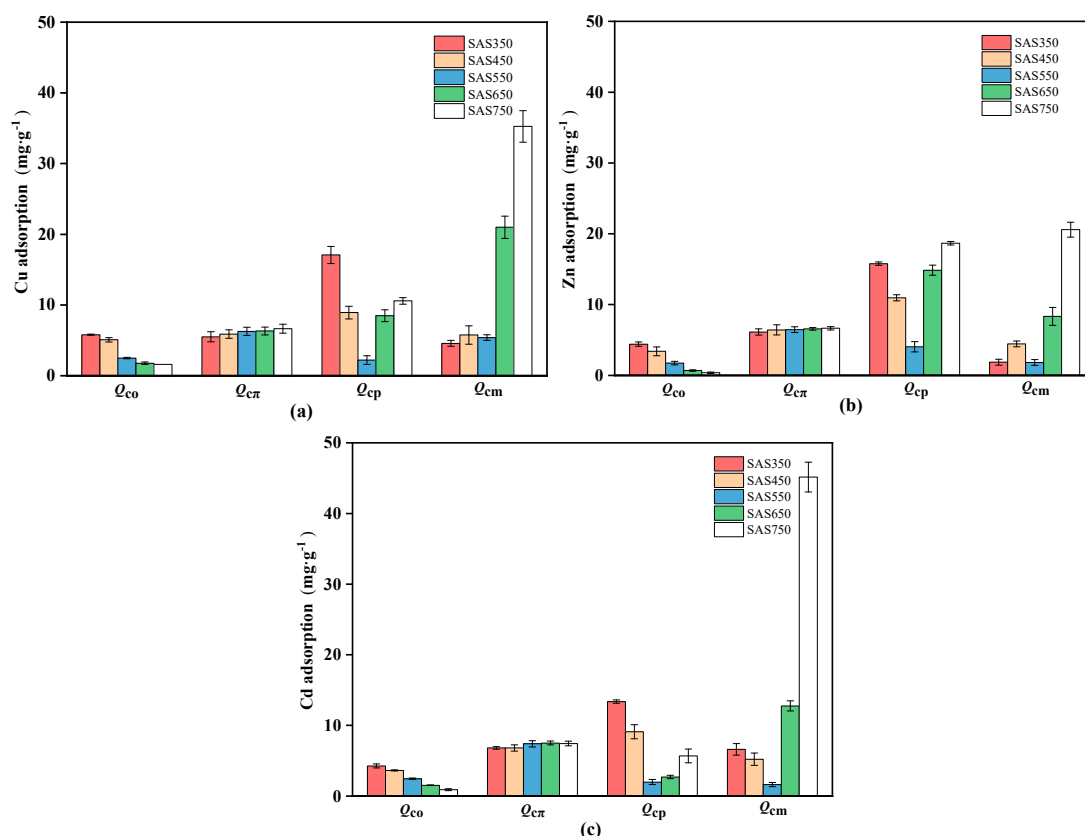 50
40
30
20
10
0
Cu adsorption (mg·g⁻¹)
SAS350
SAS450
SAS550
SAS650
SAS750
Qco
Qcπ
Qcp
Qcm
(a)
50
40
30
20
10
0
Zn adsorption (mg·g⁻¹)
SAS350
SAS450
SAS550
SAS650
SAS750
Qco
Qcπ
Qcp
Qcm
(b)
50
40
30
20
10
0
Cd adsorption (mg·g⁻¹)
SAS350
SAS450
SAS550
SAS650
SAS750
Qco
Qcπ
Qcp
Qcm
(c)